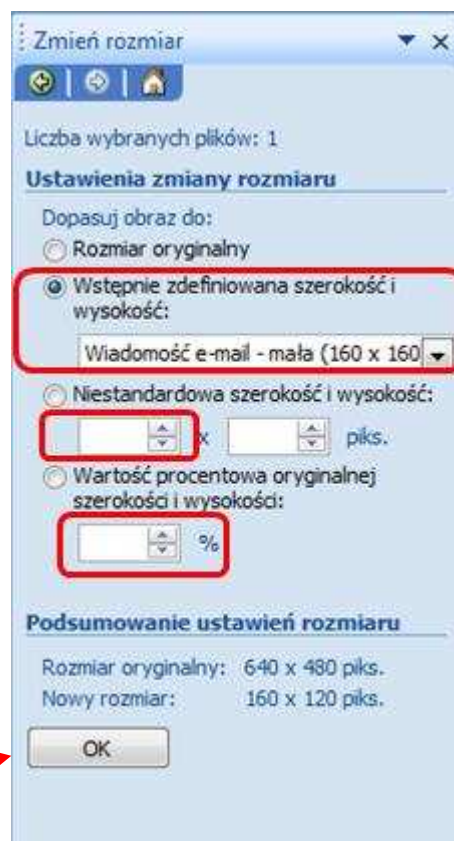 Zmień rozmiar
Liczba wybranych plików: 1
Ustawienia zmiany rozmiaru
Dopasuj obraz do:
Rozmiar oryginalny
Wstępnie zdefiniowana szerokość i
wysokość:
Wiadomość e-mail - mała (160 x 160
Niestandardowa szerokość i wysokość:
x piks.
Wartość procentowa oryginalnej
szerokości i wysokości:
%
Podsumowanie ustawień rozmiaru
Rozmiar oryginalny: 640 x 480 piks.
Nowy rozmiar: 160 x 120 piks.
OK